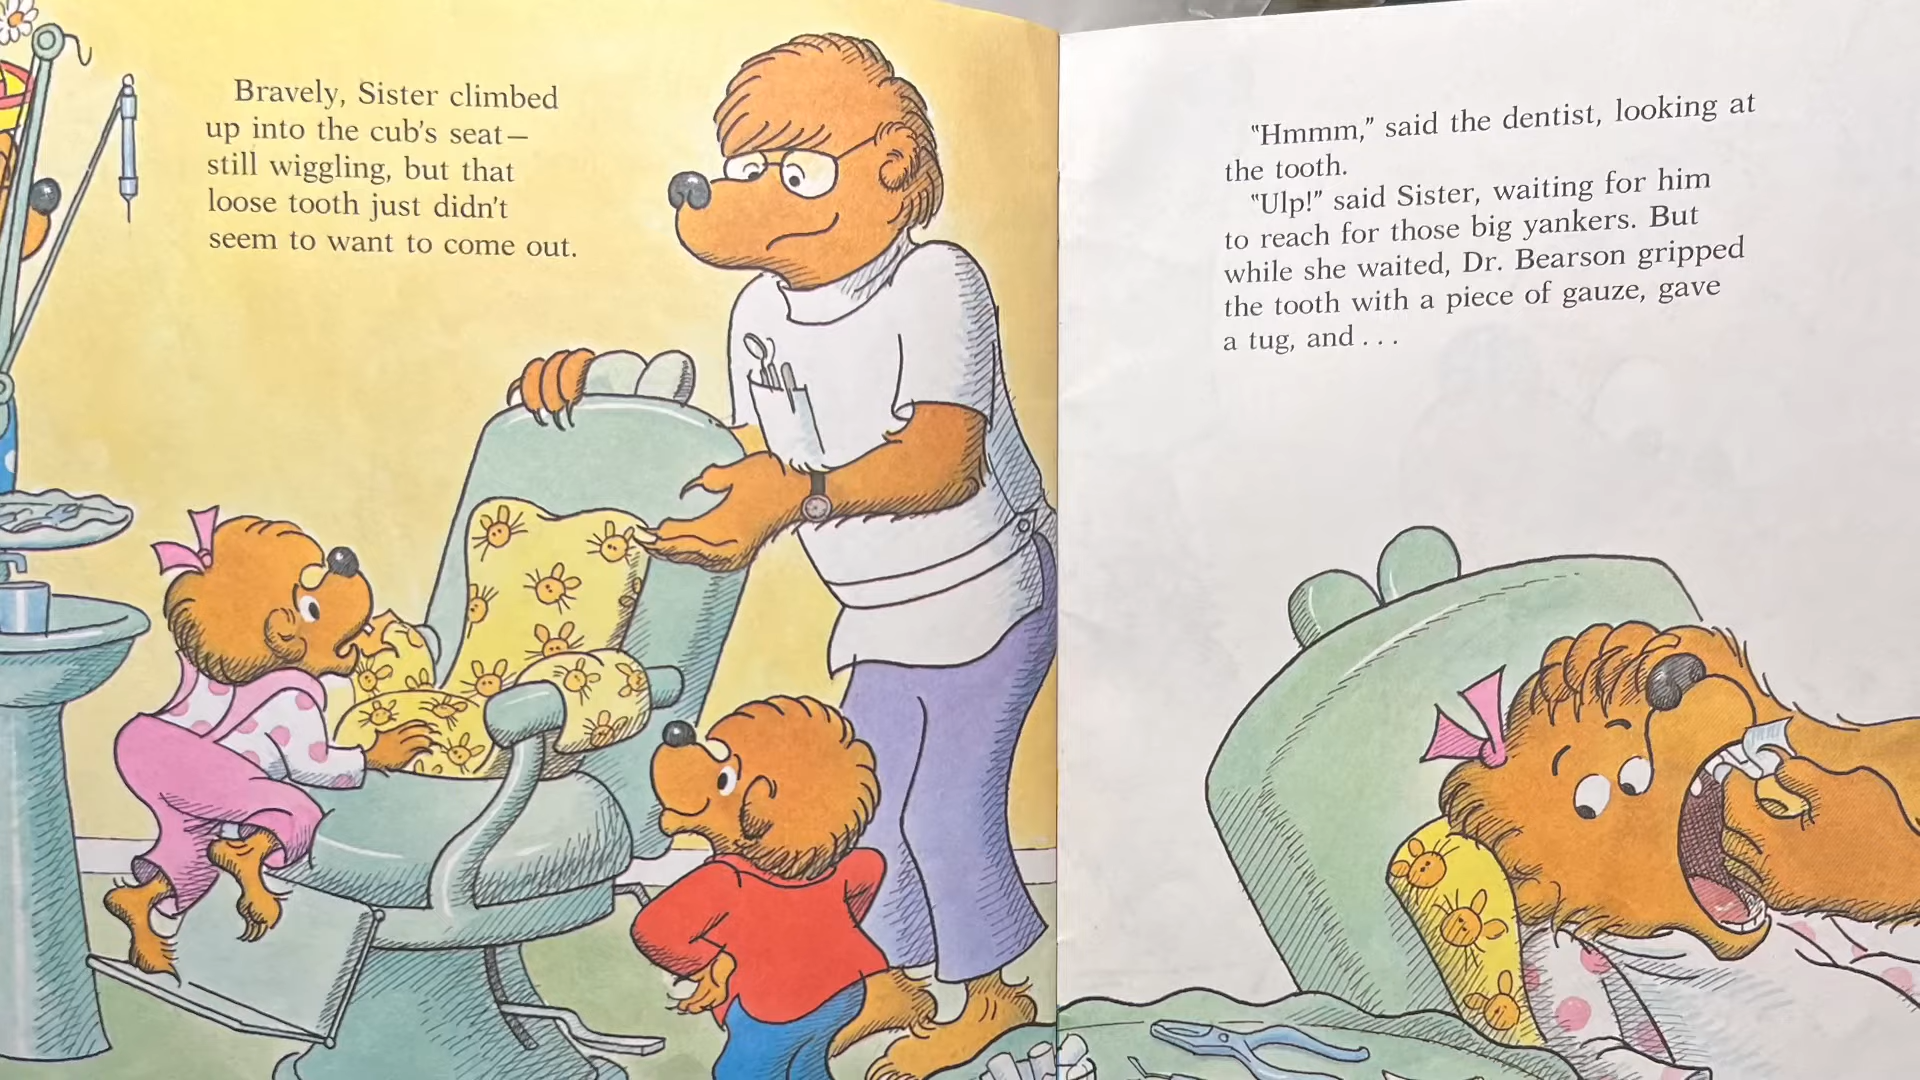 Bravely, Sister climbed
up into the cub's seat—
still wiggling, but that
loose tooth just didn't
seem to want to come out.
"Hmmm," said the dentist, looking at
the tooth.
"Ulp!" said Sister, waiting for him
to reach for those big yankers. But
while she waited, Dr. Bearson gripped
the tooth with a piece of gauze, gave
a tug, and . . .